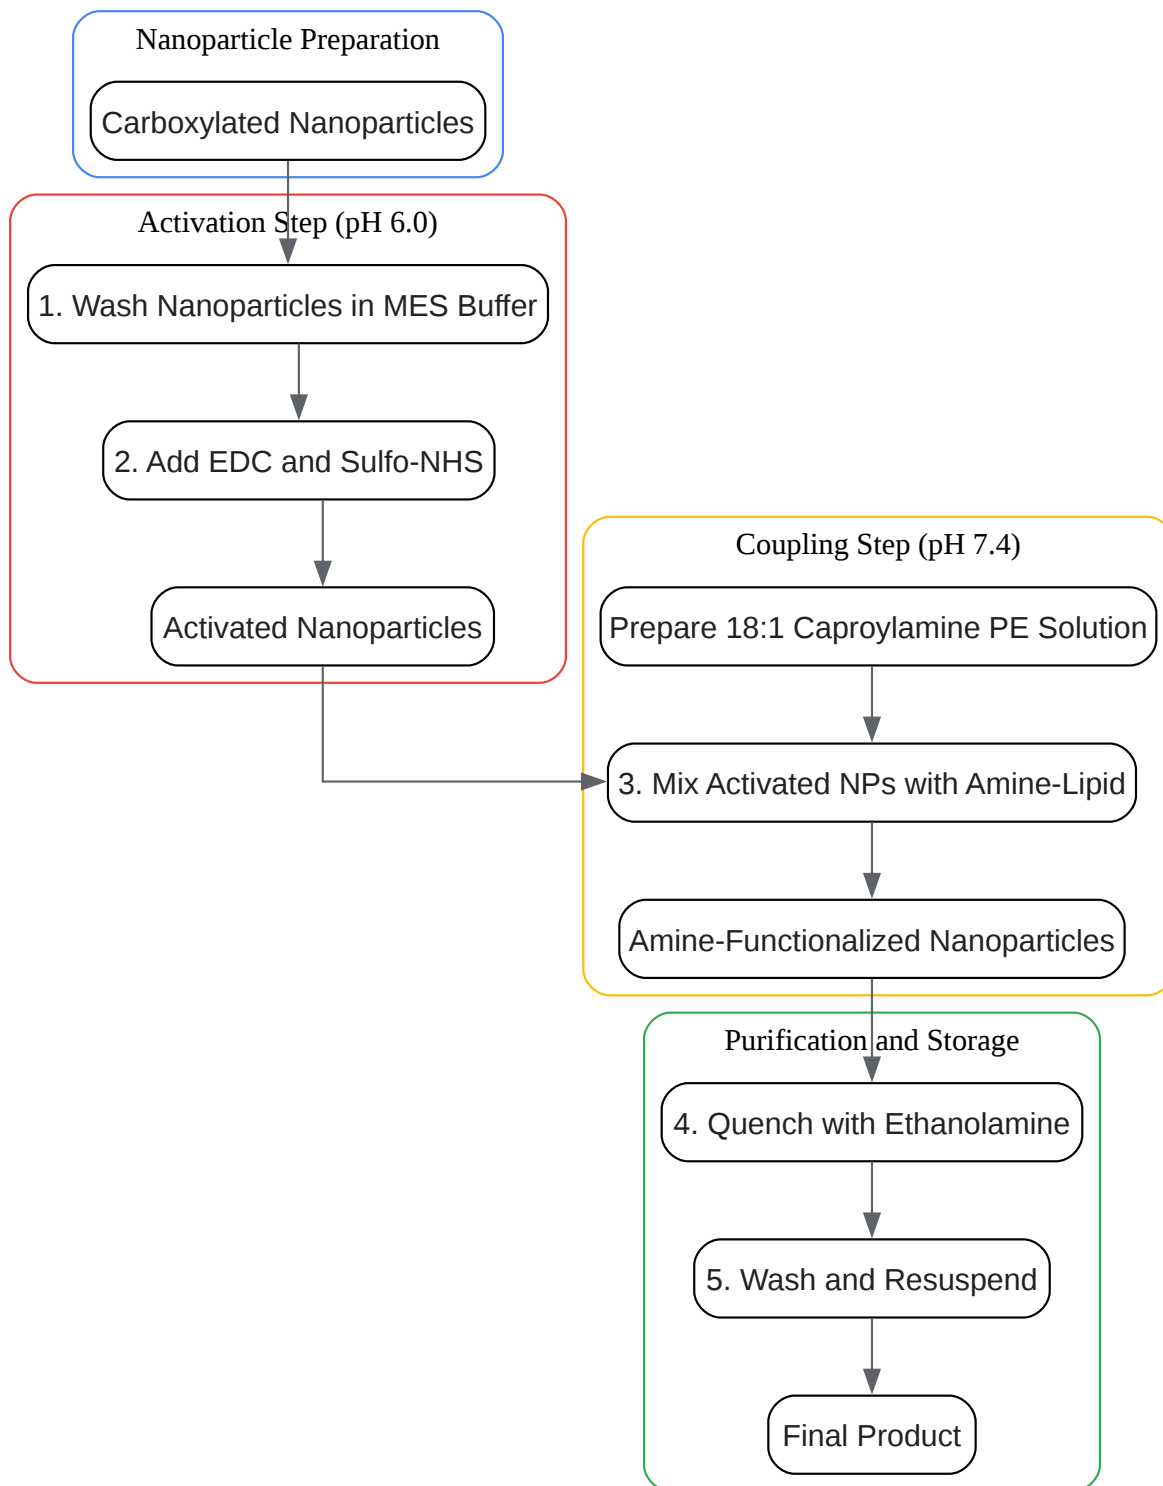 Nanoparticle Preparation
Carboxylated Nanoparticles
Activation Step (pH 6.0)
1. Wash Nanoparticles in MES Buffer
2. Add EDC and Sulfo-NHS
Activated Nanoparticles
Coupling Step (pH 7.4)
Prepare 18:1 Caproylamine PE Solution
3. Mix Activated NPs with Amine-Lipid
Amine-Functionalized Nanoparticles
Purification and Storage
4. Quench with Ethanolamine
5. Wash and Resuspend
Final Product